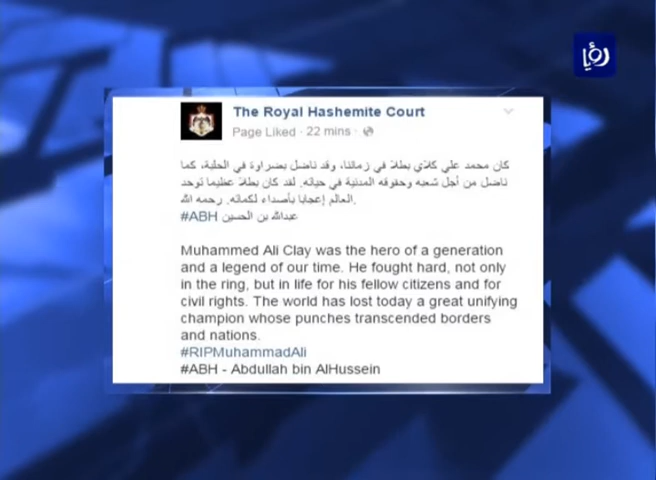 رؤيا
The Royal Hashemite Court
Page Liked · 22 mins ·
كان محمد علي كلاي بطلا في زماننا، وقد ناضل بضراوة في الحلبة، كما
ناضل من أجل شعبه وحقوقه المدنية في حياته. لقد كان بطلا عظيما توحد
العالم إعجابا بأصداء لكماته. رحمه الله.
#ABH عبدالله بن الحسين
Muhammed Ali Clay was the hero of a generation
and a legend of our time. He fought hard, not only
in the ring, but in life for his fellow citizens and for
civil rights. The world has lost today a great unifying
champion whose punches transcended borders
and nations.
#RIPMuhammadAli
#ABH - Abdullah bin AlHussein